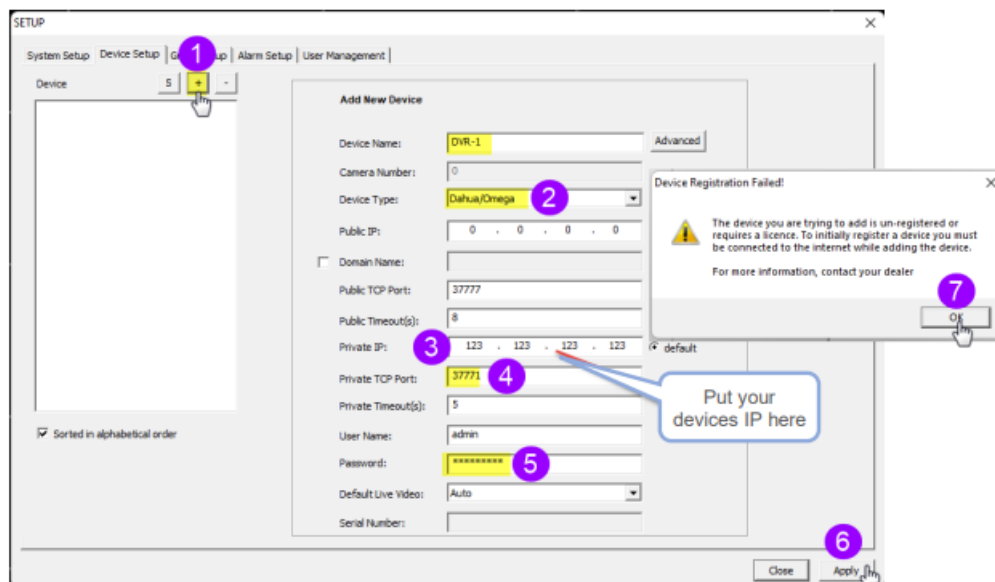 SETUP
System Setup
Device Setup
1
Alarm Setup
User Management
Device
S
+
-
Add New Device
Device Name:
DVR-1
Advanced
Camera Number:
0
Device Type:
Dahua/Omega
2
Public IP:
0 . 0 . 0 . 0
Domain Name:
Public TCP Port:
37777
Public Timeout(s):
8
3
Private IP:
123 . 123 . 123 . 123
default
Private TCP Port:
37771
4
Private Timeout(s):
5
User Name:
admin
Password:
*********
5
Default Live Video:
Auto
Serial Number:
Sorted in alphabetical order
Device Registration Failed!
The device you are trying to add is un-registered or
requires a licence. To initially register a device you must
be connected to the internet while adding the device.
For more information, contact your dealer
7
OK
Put your
devices IP here
6
Close
Apply